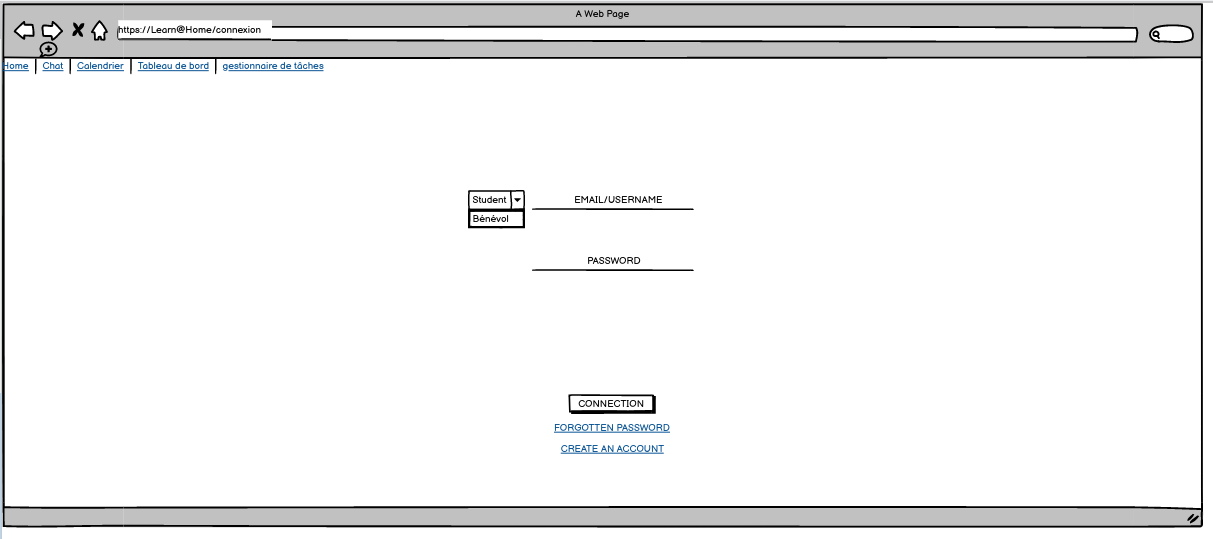 A Web Page
https://Learn@Home/connexion
Home Chat Calendrier Tableau de bord gestionnaire de tâches
Student EMAIL/USERNAME
Bénévol
PASSWORD
CONNECTION
FORGOTTEN PASSWORD
CREATE AN ACCOUNT